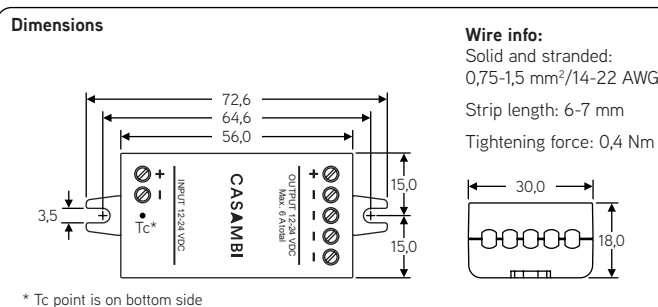 Dimensions
Wire info:
Solid and stranded:
0,75-1,5 mm²/14-22 AWG
Strip length: 6-7 mm
Tightening force: 0,4 Nm
72,6
64,6
56,0
+
-
Tc*
INPUT 12-24 VDC
CASAMBI
OUTPUT 12-24 VDC
Max. 6 A total
+
-
-
-
-
3,5
15,0
15,0
30,0
18,0
* Tc point is on bottom side